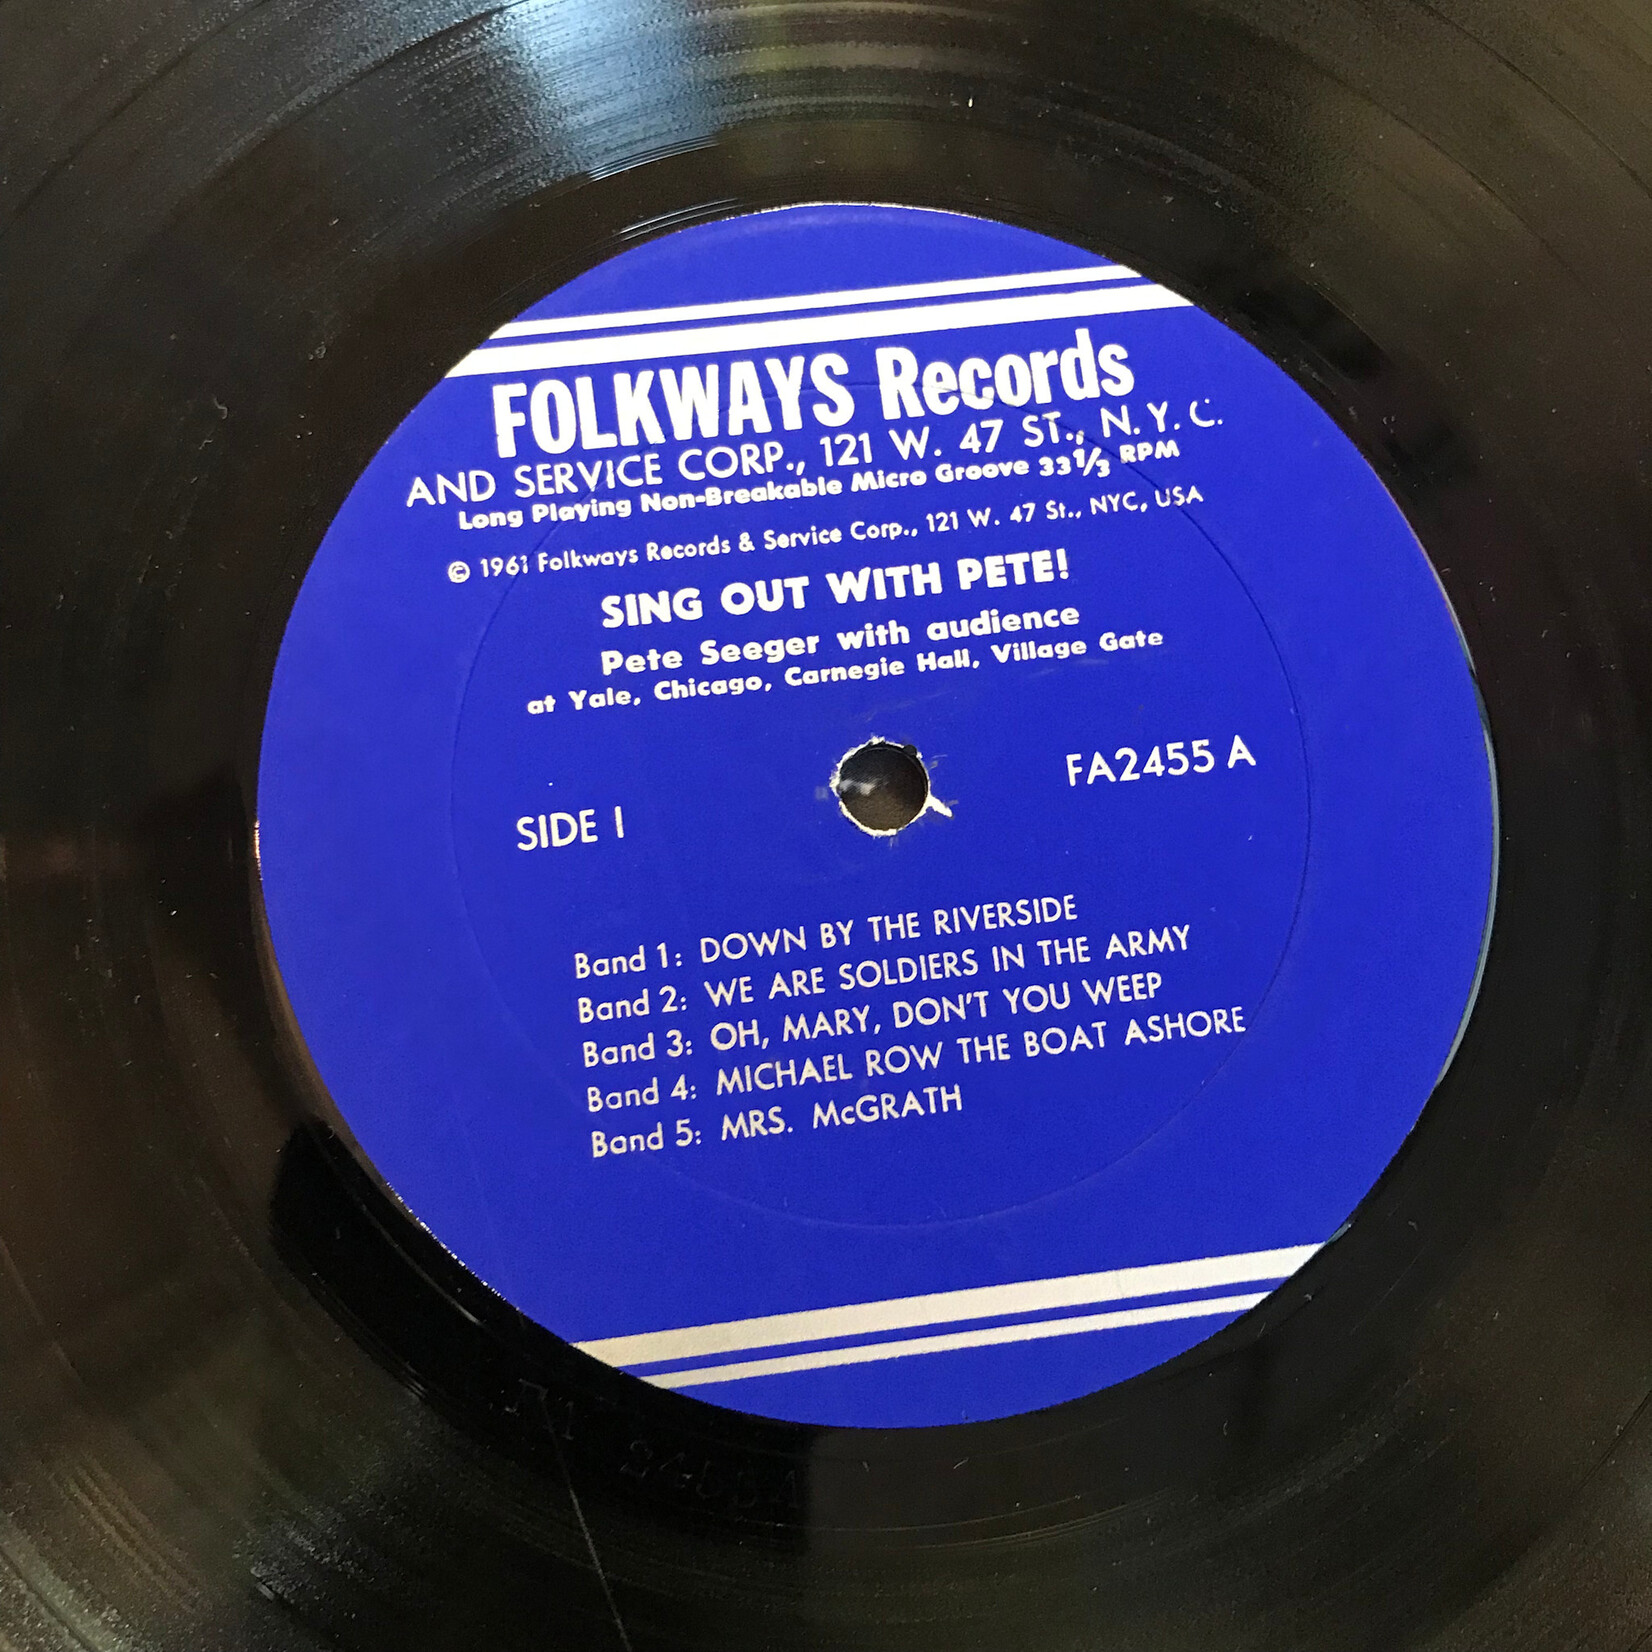 FOLKWAYS Records
AND SERVICE CORP., 121 W. 47 ST., N.Y.C.
Long Playing Non-Breakable Micro Groove 33⅓ RPM
© 1961 Folkways Records & Service Corp., 121 W. 47 St., NYC, USA
SING OUT WITH PETE!
Pete Seeger with audience
at Yale, Chicago, Carnegie Hall, Village Gate
SIDE I
FA2455 A
Band 1: DOWN BY THE RIVERSIDE
Band 2: WE ARE SOLDIERS IN THE ARMY
Band 3: OH, MARY, DON'T YOU WEEP
Band 4: MICHAEL ROW THE BOAT ASHORE
Band 5: MRS. McGRATH